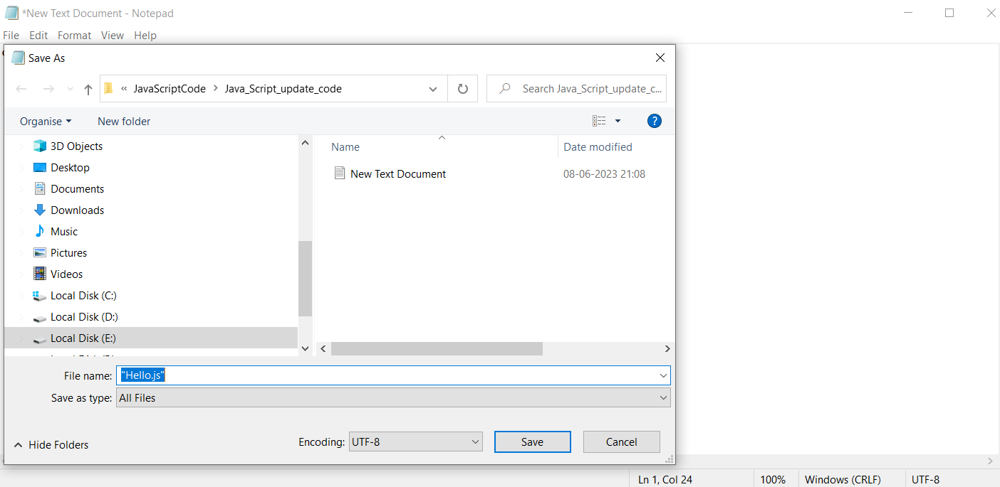 *New Text Document - Notepad
File Edit Format View Help
Save As
« JavaScriptCode > Java_Script_update_code
Search Java_Script_update_c...
Organise New folder
?
Name Date modified
3D Objects
Desktop
Documents
Downloads
Music
Pictures
Videos
Local Disk (C:)
Local Disk (D:)
Local Disk (E:)
New Text Document 08-06-2023 21:08
File name: "Hello.js"
Save as type: All Files
Hide Folders
Encoding: UTF-8
Save
Cancel
Ln 1, Col 24 100% Windows (CRLF) UTF-8